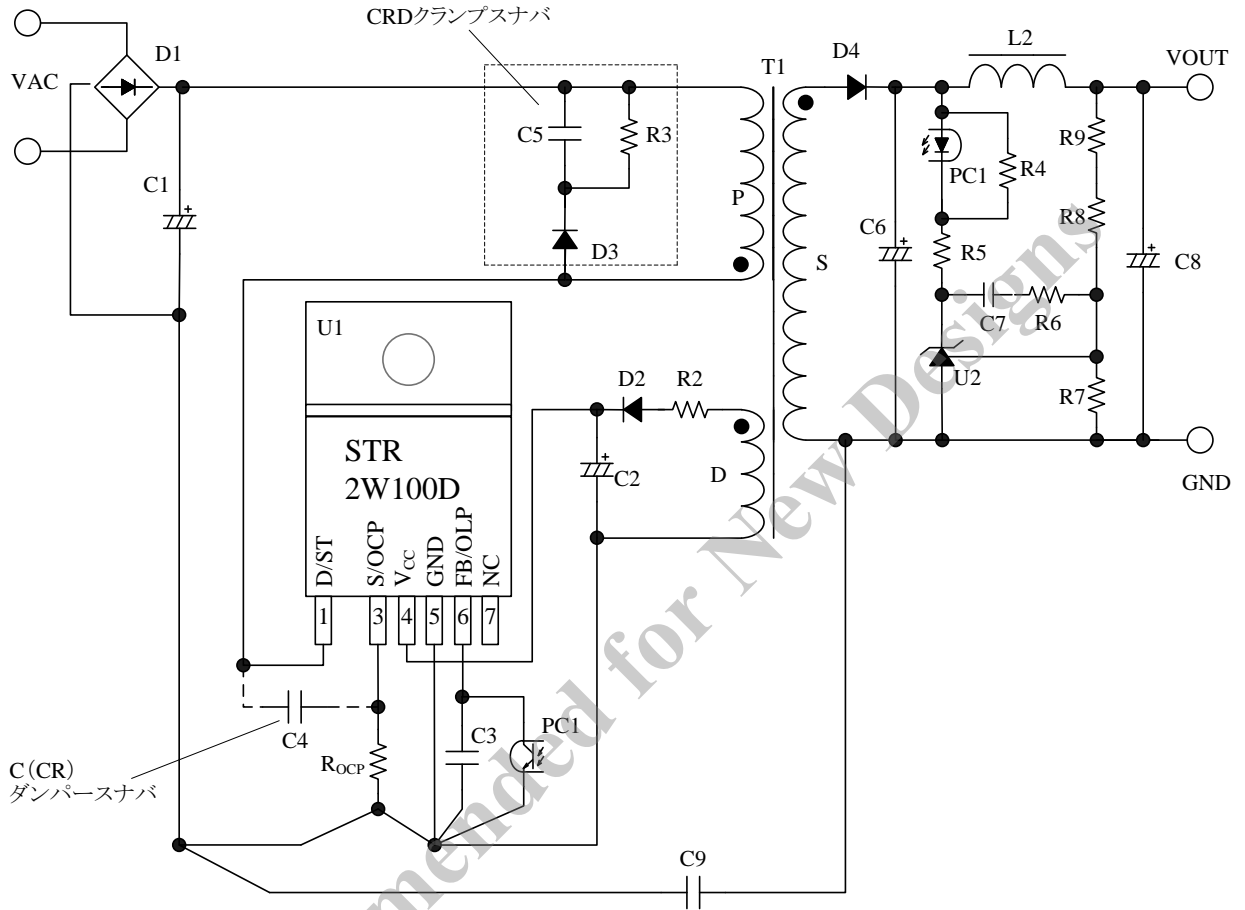 CRDクランプスナバ
VAC
D1
C1
C5
R3
D3
P
T1
S
D4
L2
VOUT
C6
PC1
R4
R9
R8
R5
C8
C7
R6
U2
R7
GND
U1
STR
2W100D
D/ST
S/OCP
VCC
GND
FB/OLP
NC
1
3
4
5
6
7
D2
R2
C2
D
C4
ROCP
C3
PC1
C(CR)
ダンパースナバ
C9
mended for New Designs